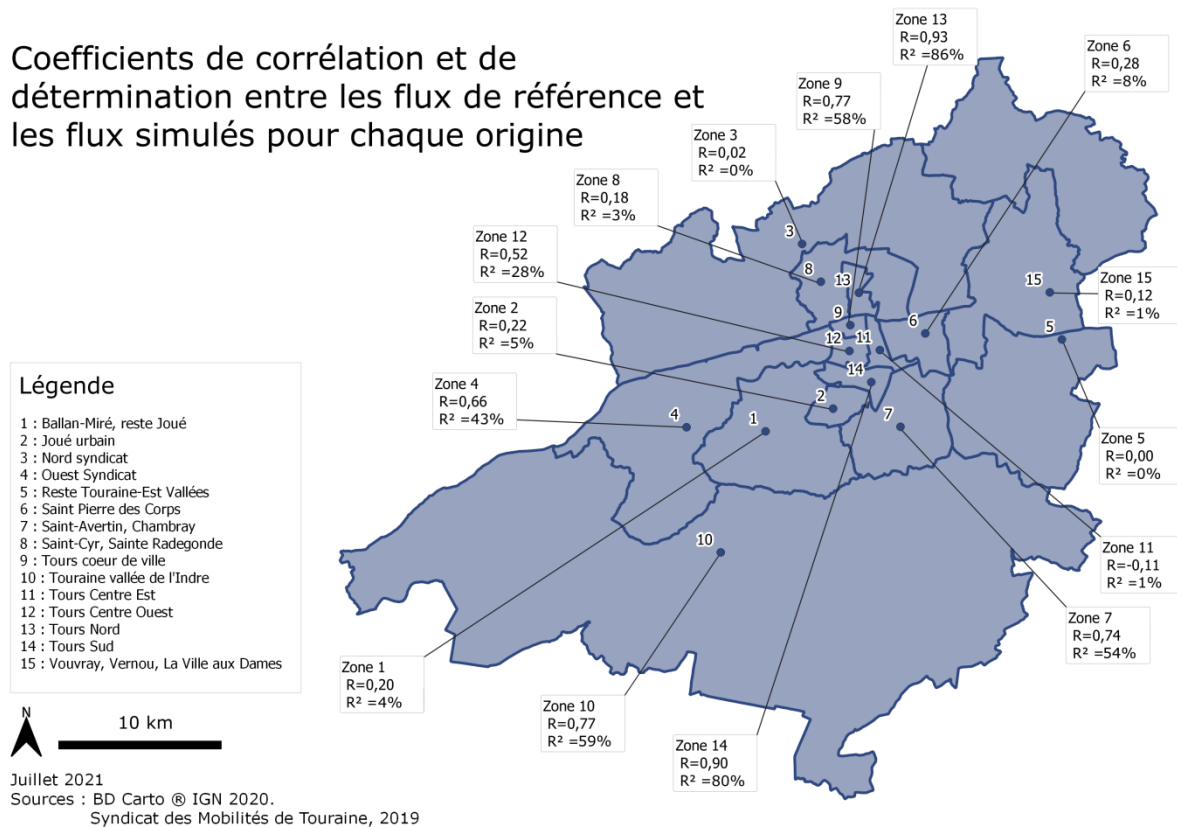 Coefficients de corrélation et de
détermination entre les flux de référence et
les flux simulés pour chaque origine
Zone 13
R=0,93
R² =86%
Zone 6
R=0,28
R² =8%
Zone 9
R=0,77
R² =58%
Zone 3
R=0,02
R² =0%
Zone 8
R=0,18
R² =3%
Zone 12
R=0,52
R² =28%
Zone 2
R=0,22
R² =5%
Zone 4
R=0,66
R² =43%
Zone 15
R=0,12
R² =1%
Zone 5
R=0,00
R² =0%
Zone 11
R=-0,11
R² =1%
Zone 7
R=0,74
R² =54%
Zone 1
R=0,20
R² =4%
Zone 10
R=0,77
R² =59%
Zone 14
R=0,90
R² =80%
3
8
13
15
9
6
5
12
11
14
2
4
1
7
10
Légende
1 : Ballan-Miré, reste Joué
2 : Joué urbain
3 : Nord syndicat
4 : Ouest Syndicat
5 : Reste Touraine-Est Vallées
6 : Saint Pierre des Corps
7 : Saint-Avertin, Chambray
8 : Saint-Cyr, Sainte Radegonde
9 : Tours coeur de ville
10 : Touraine vallée de l'Indre
11 : Tours Centre Est
12 : Tours Centre Ouest
13 : Tours Nord
14 : Tours Sud
15 : Vouvray, Vernou, La Ville aux Dames
N
10 km
Juillet 2021
Sources : BD Carto ® IGN 2020.
Syndicat des Mobilités de Touraine, 2019